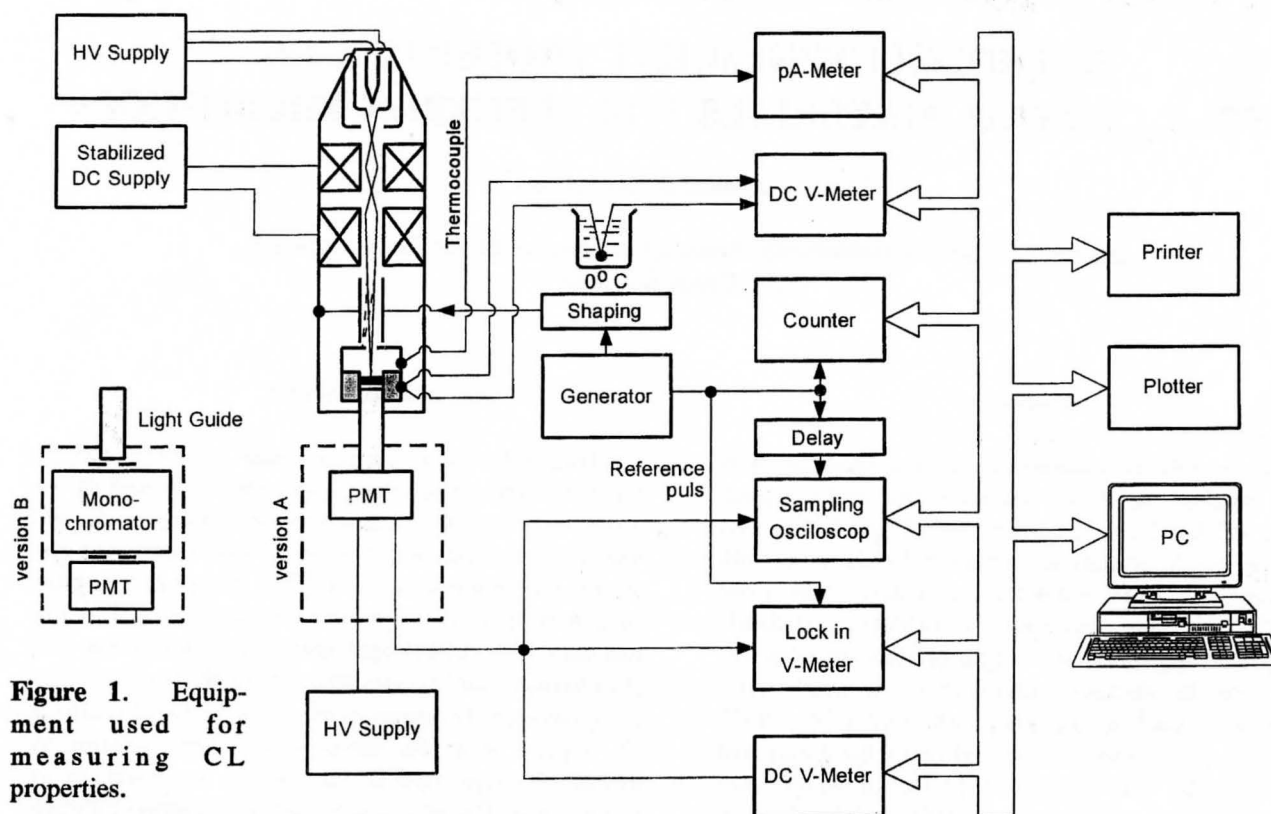 HV Supply
Stabilized
DC Supply
Thermocouple
pA-Meter
DC V-Meter
0° C
Shaping
Generator
Counter
Delay
Reference
puls
Sampling
Osciloscop
Lock in
V-Meter
DC V-Meter
Printer
Plotter
PC
Light Guide
version B
Mono-
chromator
PMT
version A
PMT
HV Supply
Figure 1. Equip-
ment used for
measuring CL
properties.